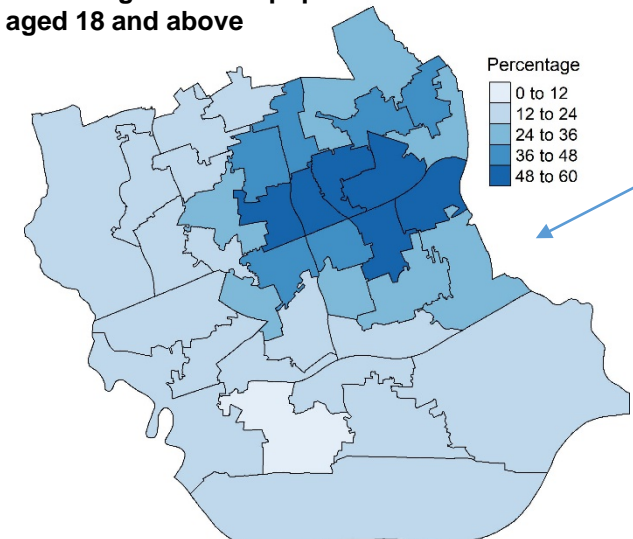 aged 18 and above
Percentage
0 to 12
12 to 24
24 to 36
36 to 48
48 to 60